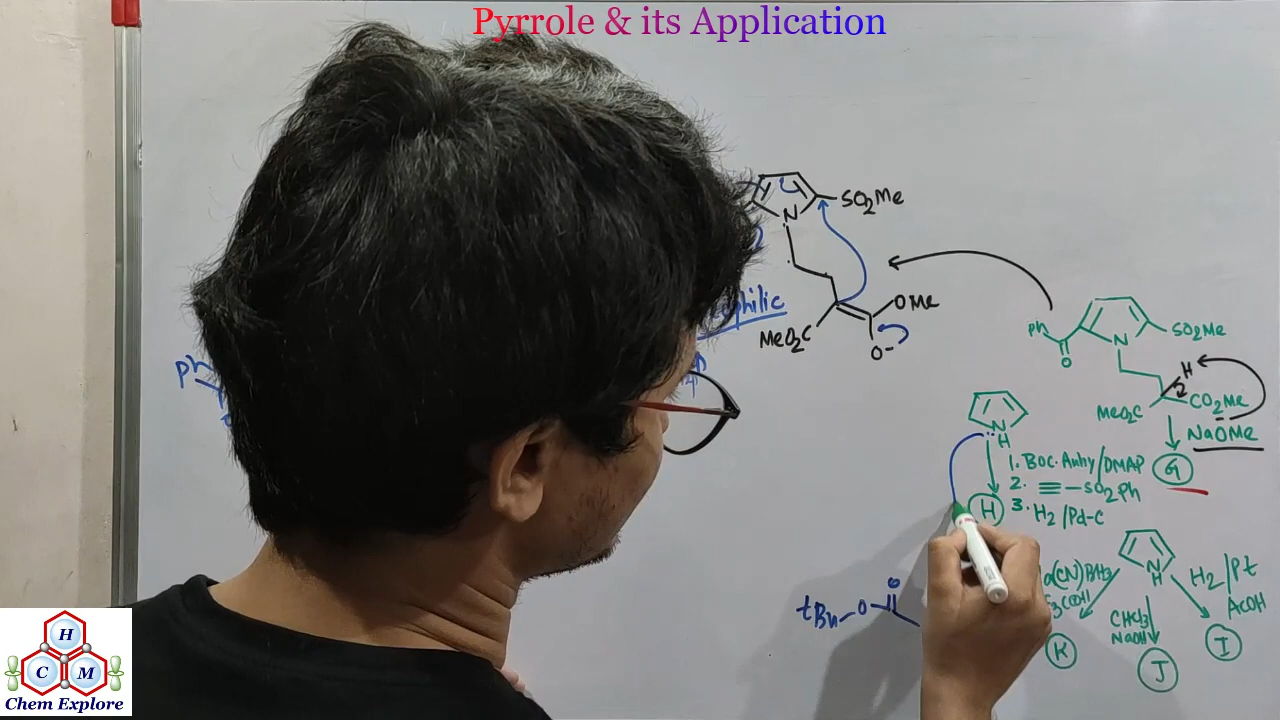 Pyrrole & its Application
SO2Me
N
OMe
MeO2C
O-
Ph
Ph
O
N
SO2Me
H
MeO2C
CO2Me
NaOMe
G
N
H
1. Boc. Anhy/DMAP
2. ≡—SO2Ph
3. H2/Pd-C
H
N
H
H2/Pt
AcOH
I
CHCl3
NaOH
J
K
tBu-O
O
H
C
M
Chem Explore